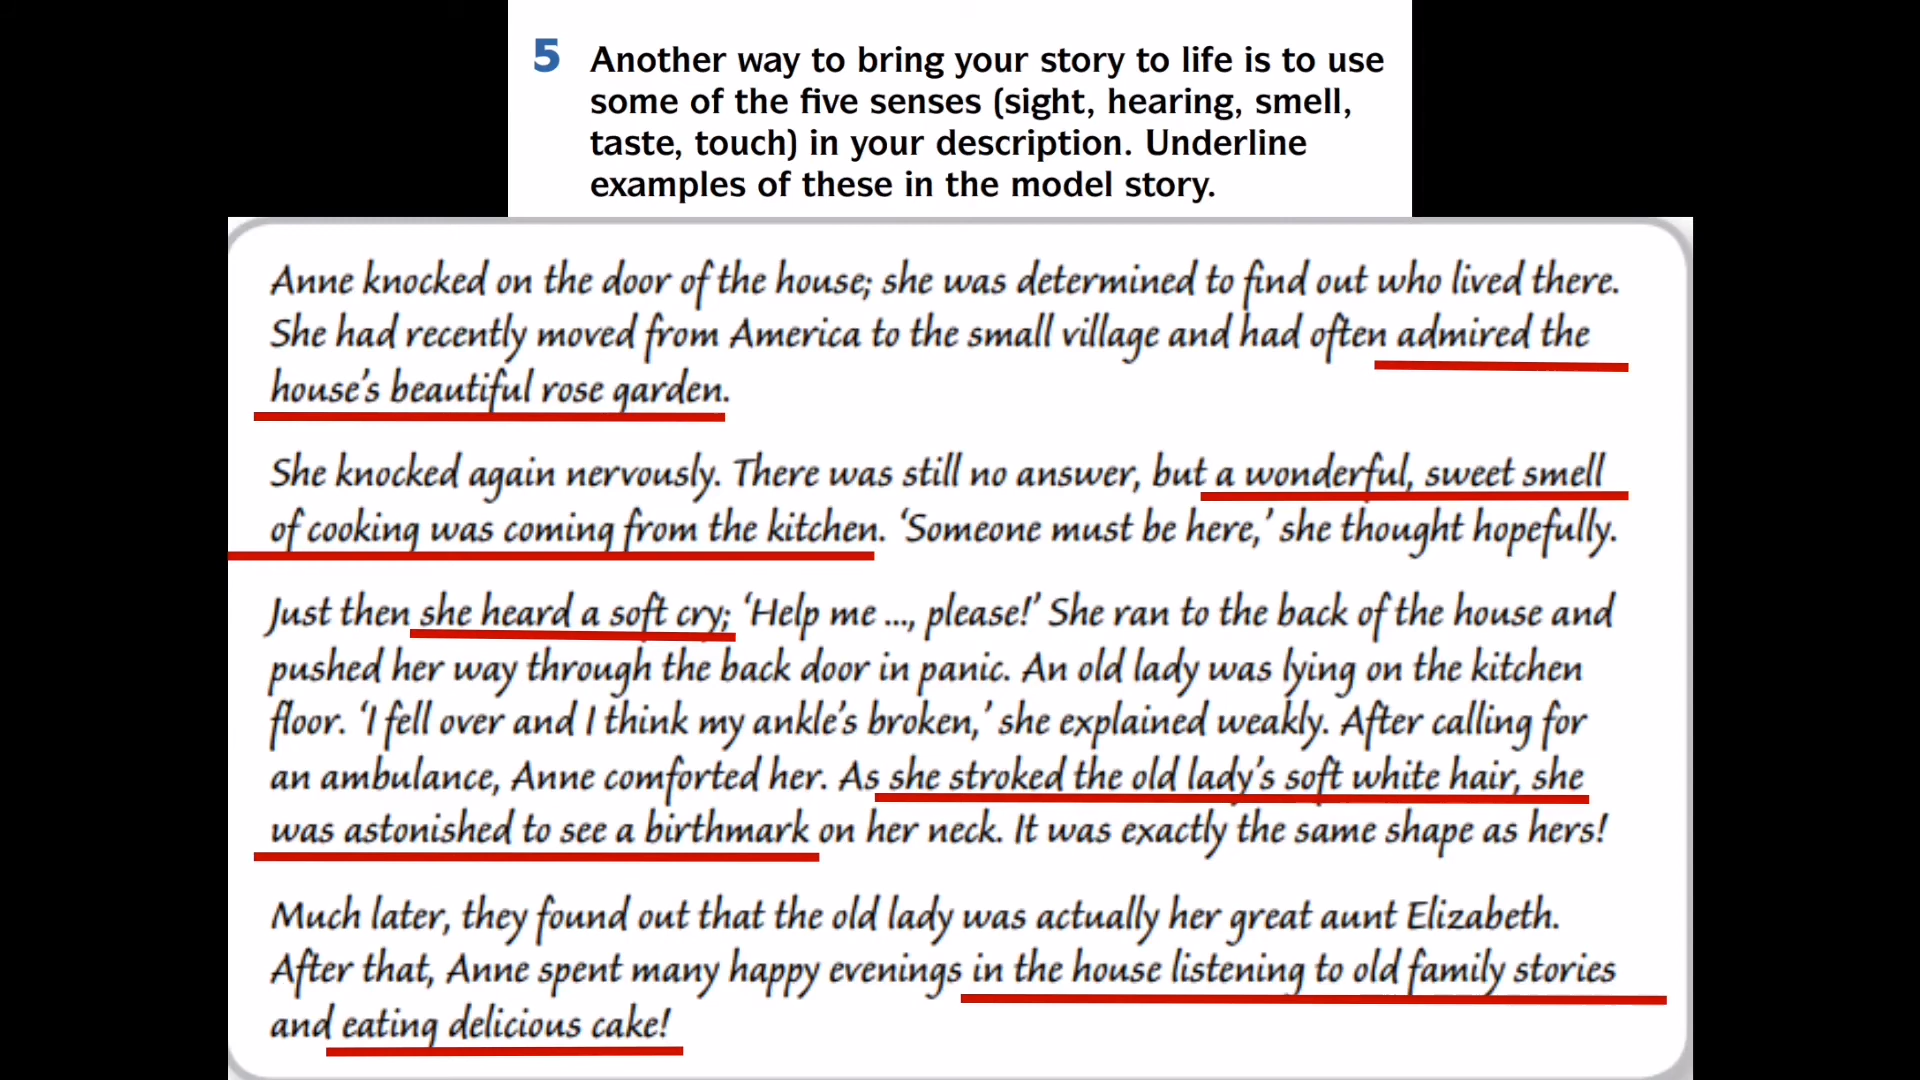 5 Another way to bring your story to life is to use
some of the five senses (sight, hearing, smell,
taste, touch) in your description. Underline
examples of these in the model story.
Anne knocked on the door of the house; she was determined to find out who lived there.
She had recently moved from America to the small village and had often admired the
house's beautiful rose garden.
She knocked again nervously. There was still no answer, but a wonderful, sweet smell
of cooking was coming from the kitchen. 'Someone must be here,' she thought hopefully.
Just then she heard a soft cry; 'Help me ..., please!' She ran to the back of the house and
pushed her way through the back door in panic. An old lady was lying on the kitchen
floor. 'I fell over and I think my ankle's broken,' she explained weakly. After calling for
an ambulance, Anne comforted her. As she stroked the old lady's soft white hair, she
was astonished to see a birthmark on her neck. It was exactly the same shape as hers!
Much later, they found out that the old lady was actually her great aunt Elizabeth.
After that, Anne spent many happy evenings in the house listening to old family stories
and eating delicious cake!